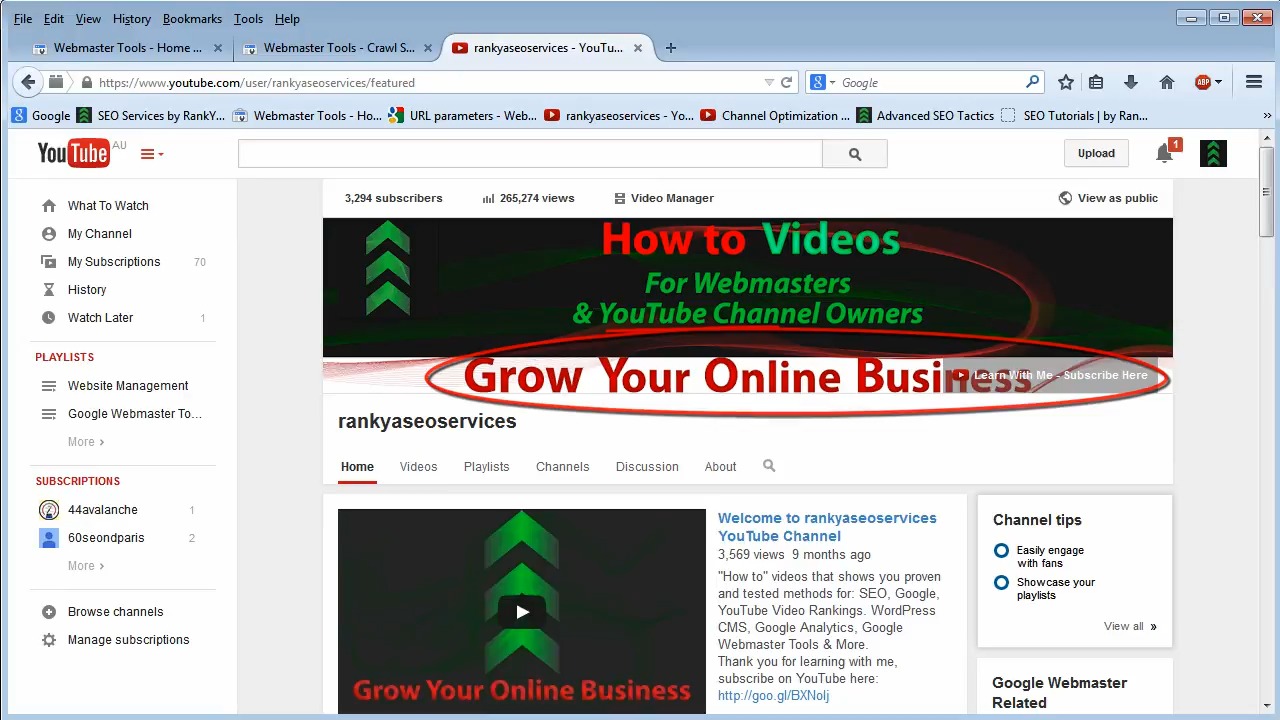 File Edit View History Bookmarks Tools Help
Webmaster Tools - Home ... Webmaster Tools - Crawl S... rankyaseoservices - YouTu...
https://www.youtube.com/user/rankyaseoservices/featured Google ABP
Google SEO Services by RankY... Webmaster Tools - Ho... URL parameters - Web... rankyaseoservices - Yo... Channel Optimization ... Advanced SEO Tactics SEO Tutorials | by Ran...
YouTube AU Upload 1
3,294 subscribers 265,274 views Video Manager View as public
What To Watch
My Channel
My Subscriptions 70
History
Watch Later 1
PLAYLISTS
Website Management
Google Webmaster To...
More ›
SUBSCRIPTIONS
44avalanche 1
60seondparis 2
More ›
Browse channels
Manage subscriptions
How to Videos
For Webmasters
& YouTube Channel Owners
Grow Your Online Business
Learn With Me - Subscribe Here
rankyaseoservices
Home Videos Playlists Channels Discussion About
Grow Your Online Business
Welcome to rankyaseoservices
YouTube Channel
3,569 views 9 months ago
"How to" videos that shows you proven
and tested methods for: SEO, Google,
YouTube Video Rankings. WordPress
CMS, Google Analytics, Google
Webmaster Tools & More.
Thank you for learning with me,
subscribe on YouTube here:
http://goo.gl/BXNoIj
Channel tips
Easily engage
with fans
Showcase your
playlists
View all »
Google Webmaster
Related